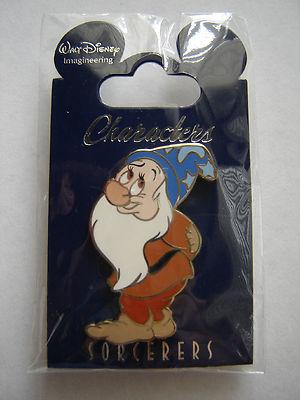 Walt Disney
Imagineering
Characters
SORCERERS